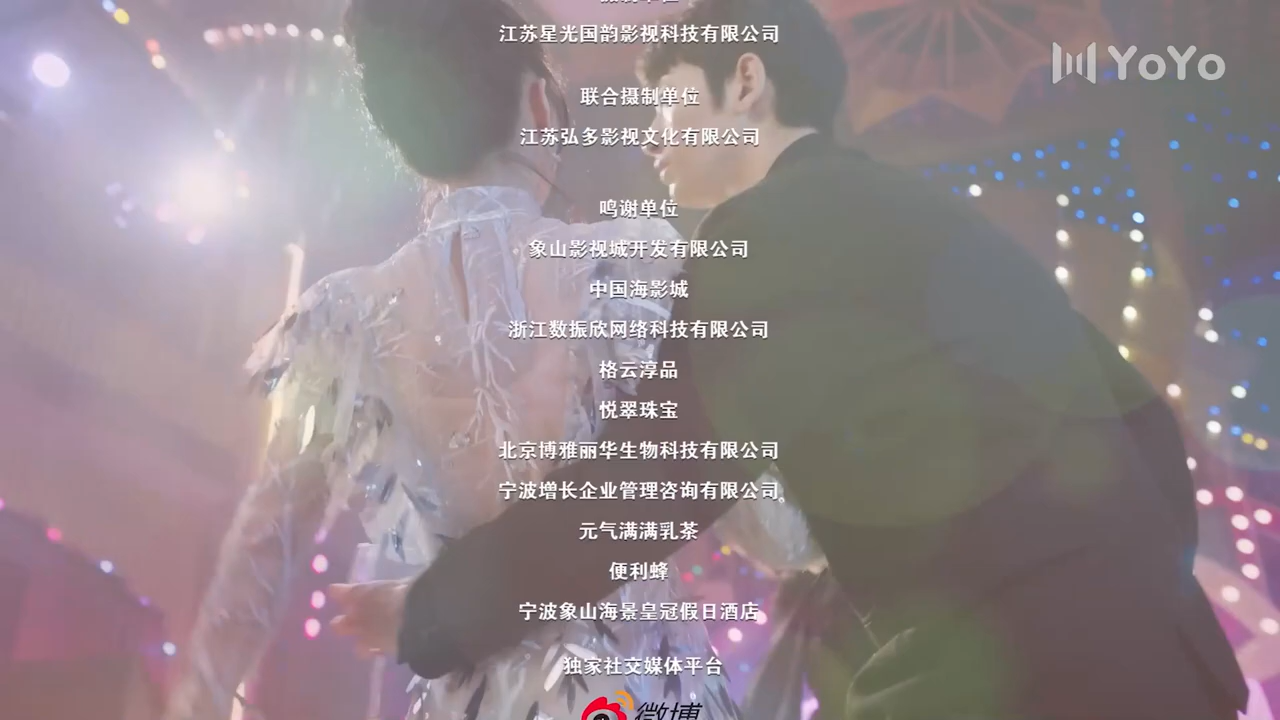 江苏星光国韵影视科技有限公司
YoYo
联合摄制单位
江苏弘多影视文化有限公司
鸣谢单位
象山影视城开发有限公司
中国海影城
浙江数振欣网络科技有限公司
格云淳品
悦翠珠宝
北京博雅丽华生物科技有限公司
宁波增长企业管理咨询有限公司
元气满满乳茶
便利蜂
宁波象山海景皇冠假日酒店
独家社交媒体平台
微博